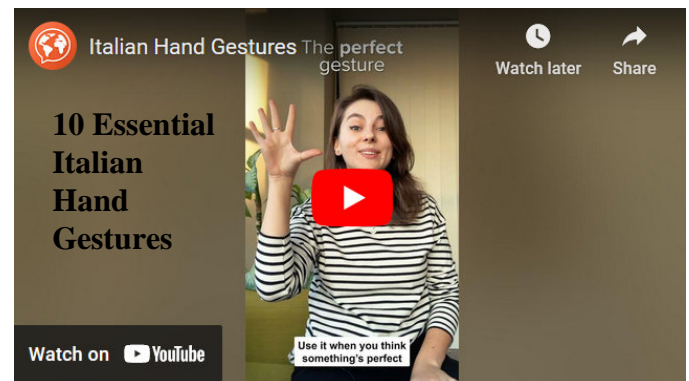 Italian Hand Gestures
The perfect
gesture
Watch later
Share
10 Essential
Italian
Hand
Gestures
Use it when you think
something's perfect
Watch on YouTube